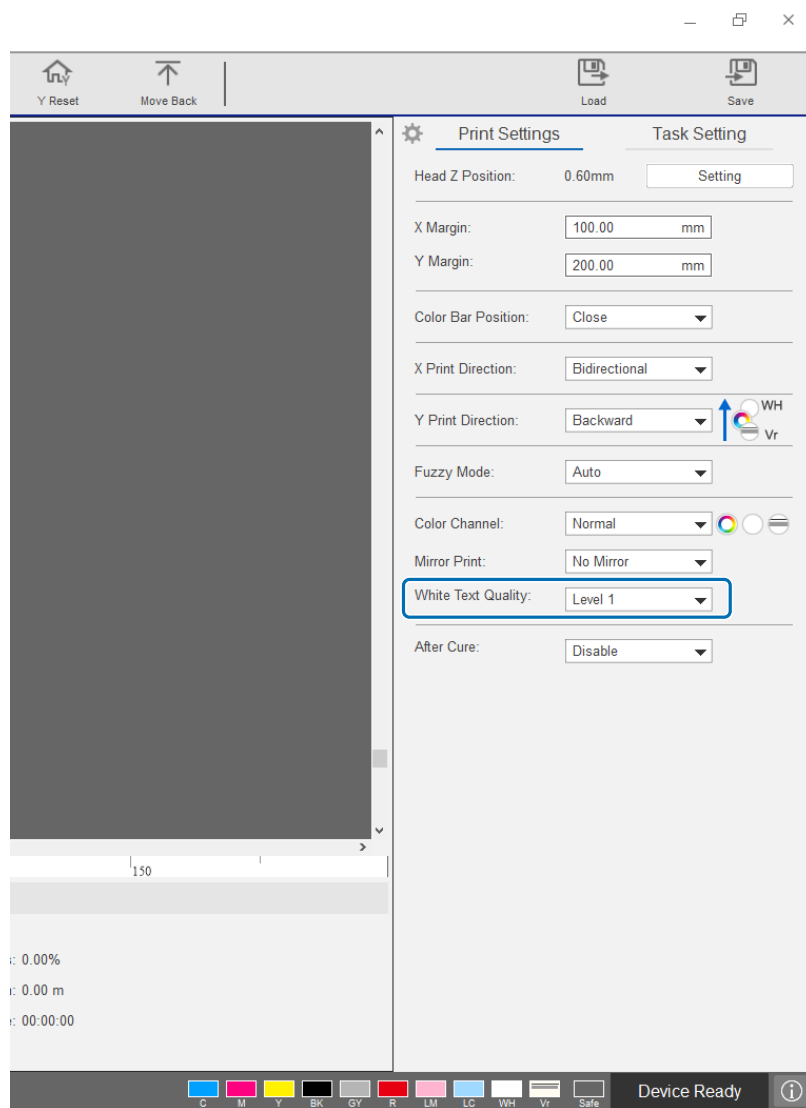 Y Reset
Move Back
Load
Save
Print Settings
Task Setting
Head Z Position: 0.60mm Setting
X Margin: 100.00 mm
Y Margin: 200.00 mm
Color Bar Position: Close
X Print Direction: Bidirectional
Y Print Direction: Backward
WH
Vr
Fuzzy Mode: Auto
Color Channel: Normal
Mirror Print: No Mirror
White Text Quality: Level 1
After Cure: Disable
150
: 0.00%
: 0.00 m
: 00:00:00
C M Y BK GY R LM LC WH Vr Safe
Device Ready